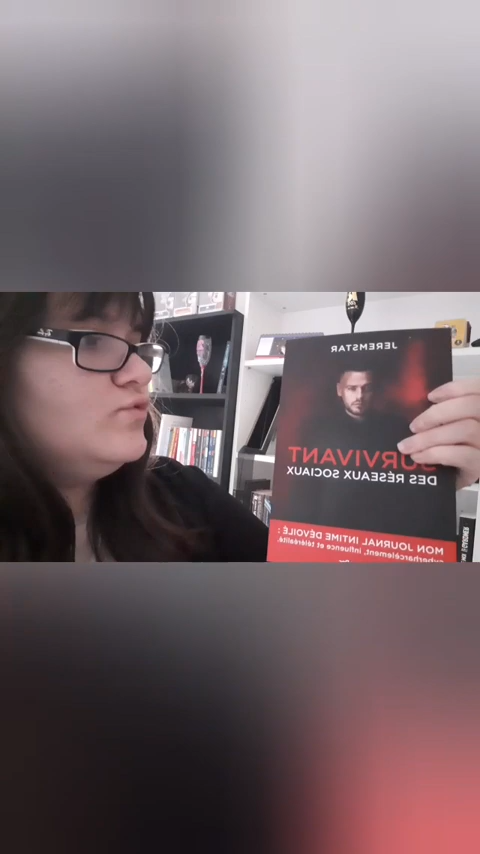 JEREMSTAR
SURVIVANT
DES RÉSEAUX SOCIAUX
MON JOURNAL INTIME DÉVOILÉ :
cyberharcèlement, influence et téléréalité.